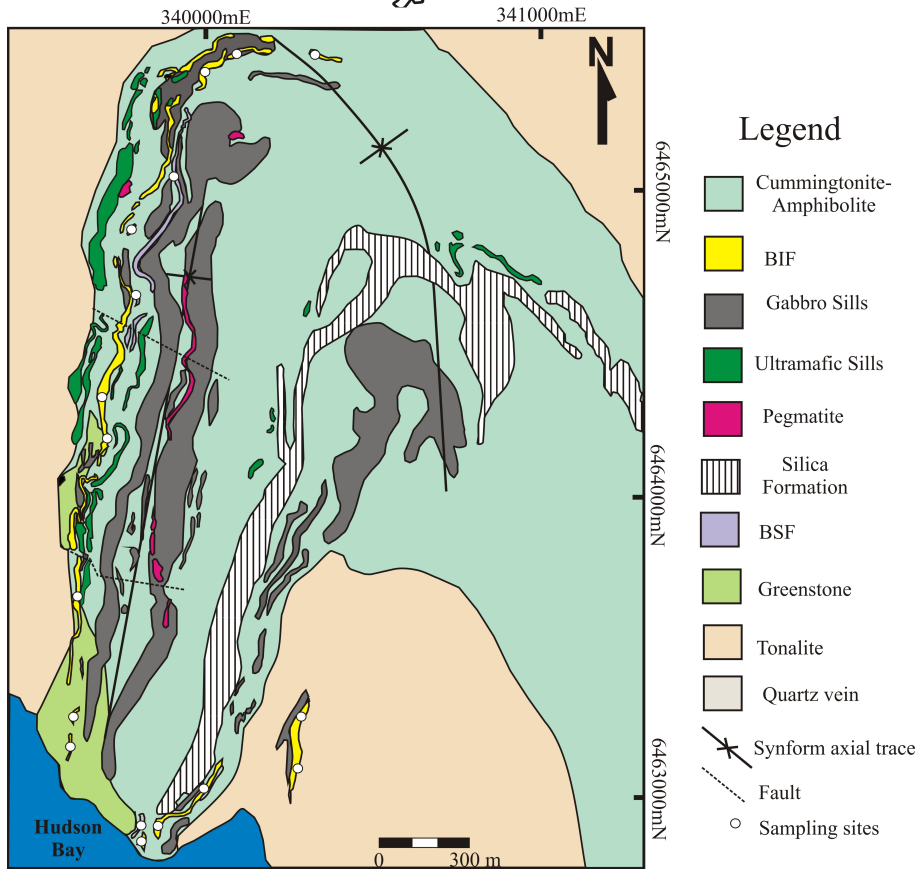 340000mE
341000mE
N
6465000mN
6464000mN
6463000mN
Hudson
Bay
0
300 m
Legend
Cummingtonite-
Amphibolite
BIF
Gabbro Sills
Ultramafic Sills
Pegmatite
Silica
Formation
BSF
Greenstone
Tonalite
Quartz vein
Synform axial trace
Fault
Sampling sites